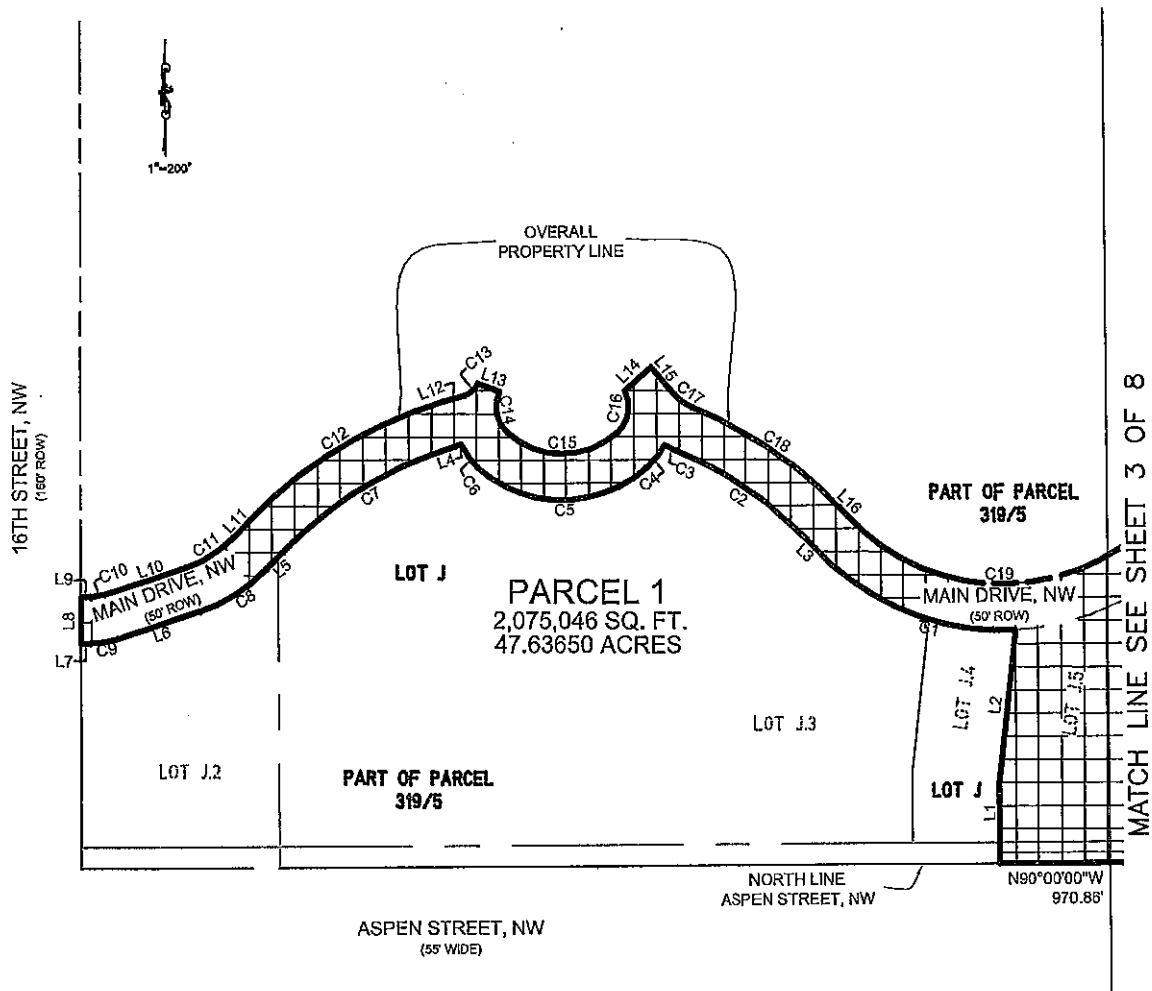 1"=200'
OVERALL
PROPERTY LINE
16TH STREET, NW
(160' ROW)
C13
L12
L13
L14
L15
C12
C14
C15
C16
C17
C18
L4
C6
C7
C5
C4
C3
C2
L16
L3
PART OF PARCEL
319/5
L11
C11
L10
C10
L9
L8
L7
MAIN DRIVE, NW
(50' ROW)
C9
L6
C8
L5
LOT J
PARCEL 1
2,075,046 SQ. FT.
47.63650 ACRES
C19
MAIN DRIVE, NW
(50' ROW)
C1
LOT J.4
L2
LOT J.5
LOT J.3
LOT J.2
PART OF PARCEL
319/5
LOT J
L1
MATCH LINE SEE SHEET 3 OF 8
NORTH LINE
ASPEN STREET, NW
N90°00'00"W
970.86'
ASPEN STREET, NW
(55' WIDE)